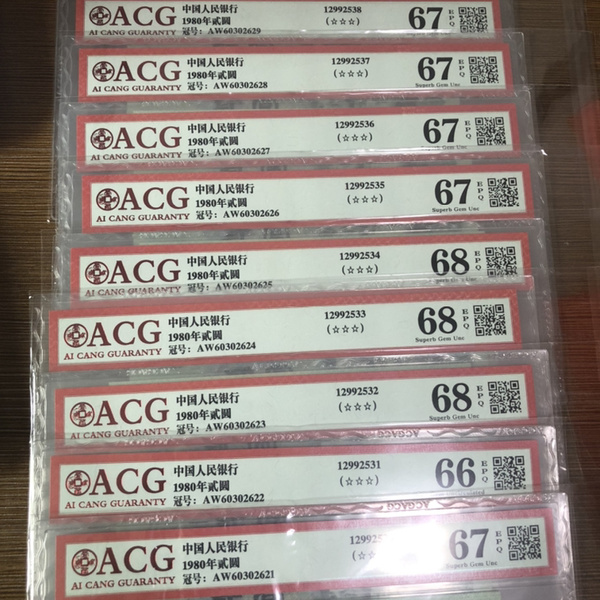 ACG 中国人民银行 12992538 67 EPQ
1980年贰圆 (☆☆☆)
AI CANG GUARANTY 冠号: AW60302629
ACG 中国人民银行 12992537 67 EPQ
1980年贰圆 (☆☆☆)
AI CANG GUARANTY 冠号: AW60302628 Superb Gem Unc
ACG 中国人民银行 12992536 67 EPQ
1980年贰圆 (☆☆☆)
AI CANG GUARANTY 冠号: AW60302627
ACG 中国人民银行 12992535 67 EPQ
1980年贰圆 (☆☆☆)
AI CANG GUARANTY 冠号: AW60302626 Superb Gem Unc
ACG 中国人民银行 12992534 68 EPQ
1980年贰圆 (☆☆☆)
AI CANG GUARANTY 冠号: AW60302625
ACG 中国人民银行 12992533 68 EPQ
1980年贰圆 (☆☆☆)
AI CANG GUARANTY 冠号: AW60302624 Superb Gem Unc
ACG 中国人民银行 12992532 68 EPQ
1980年贰圆 (☆☆☆)
AI CANG GUARANTY 冠号: AW60302623 Superb Gem Unc
ACGACG
ACG 中国人民银行 12992531 66 EPQ
1980年贰圆 (☆☆☆)
AI CANG GUARANTY 冠号: AW60302622
ACGACG
ACG 中国人民银行 67 EPQ
1980年贰圆
AI CANG GUARANTY 冠号: AW60302621 Superb Gem Unc